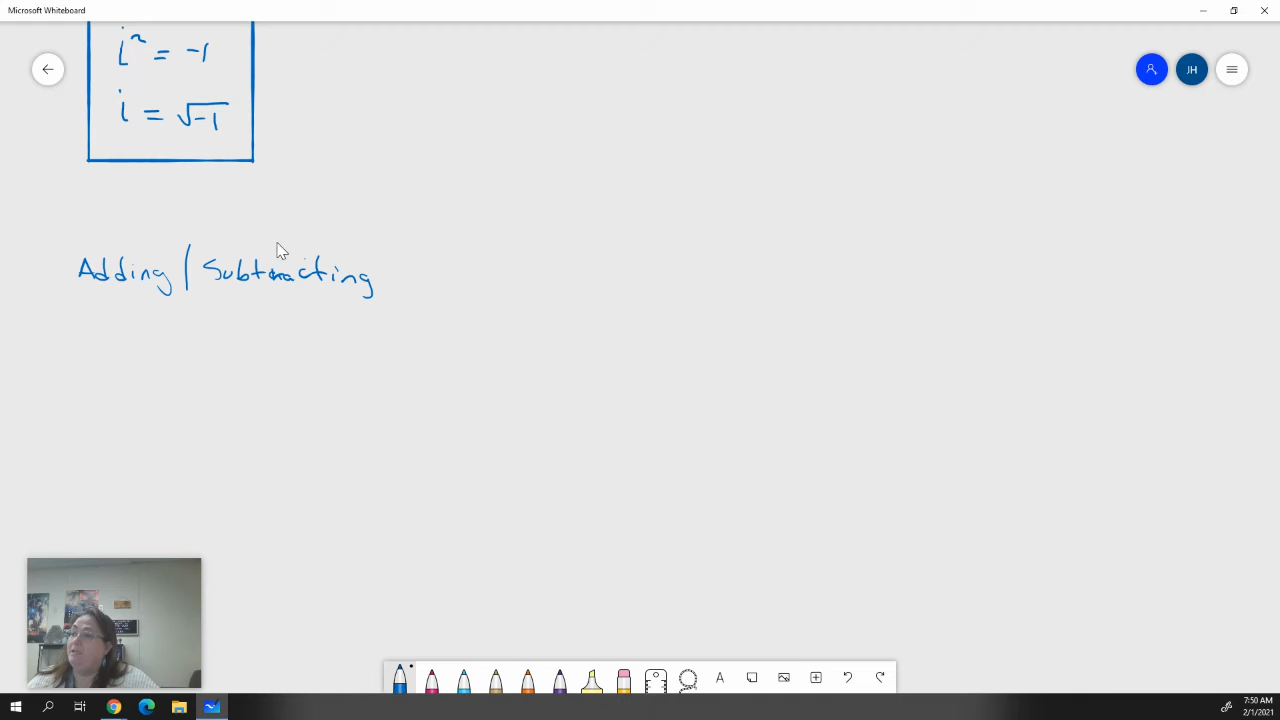 Microsoft Whiteboard
i² = -1
i = √-1
JH
Adding | Subtracting
A
7:50 AM
2/1/2021